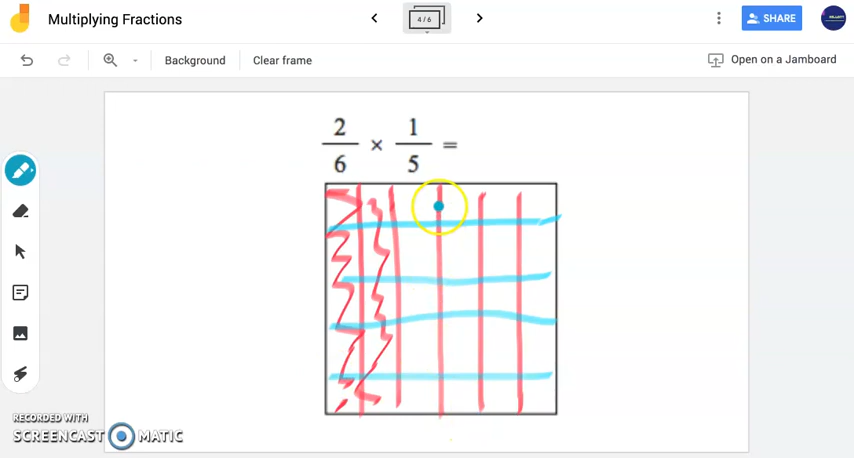 Multiplying Fractions
4 / 6
SHARE
Background
Clear frame
Open on a Jamboard
2/6 × 1/5 =
RECORDED WITH
SCREENCAST MATIC